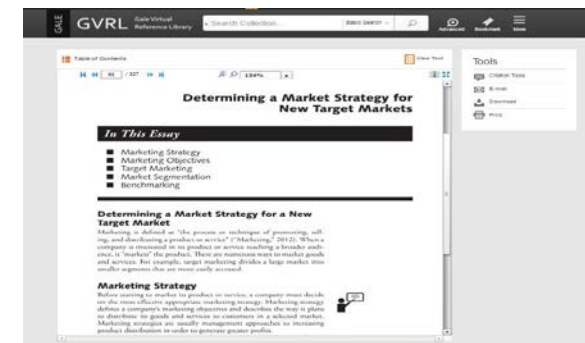 GALE
GVRL Gale Virtual
Reference Library
Search Collection...
Basic Search
Advanced Bookmark More
Table of Contents
View Text
/ 327
134%
Tools
Citation Tools
E-mail
Download
Print
Determining a Market Strategy for
New Target Markets
In This Essay
■ Marketing Strategy
■ Marketing Objectives
■ Target Marketing
■ Market Segmentation
■ Benchmarking
Determining a Market Strategy for a New
Target Market
Marketing is defined as "the process or technique of promoting, sell-
ing, and distributing a product or service" ("Marketing," 2012). When a
company is interested in its product or service reaching a broader audi-
ence, it "markets" the product. There are numerous ways to market goods
and services. For example, target marketing divides a large market into
smaller segments that are more easily accessed.
Marketing Strategy
Before starting to market its product or service, a company must decide
on the most effective appropriate marketing strategy. Marketing strategy
defines a company's marketing objectives and describes the way it plans
to distribute its goods and services to customers in a selected market.
Marketing strategies are usually management approaches to increasing
product distribution in order to generate greater profits.